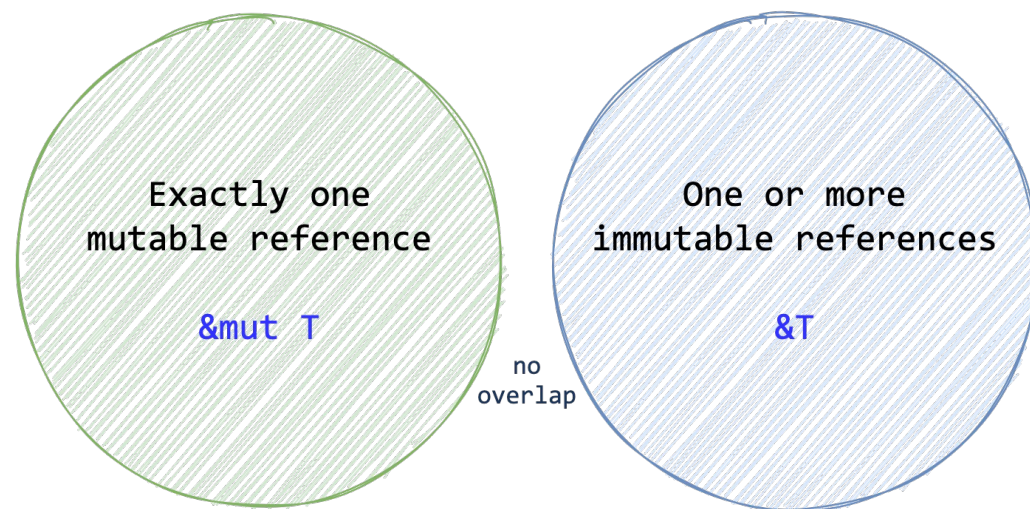 Exactly one
mutable reference
&mut T
One or more
immutable references
&T
no
overlap